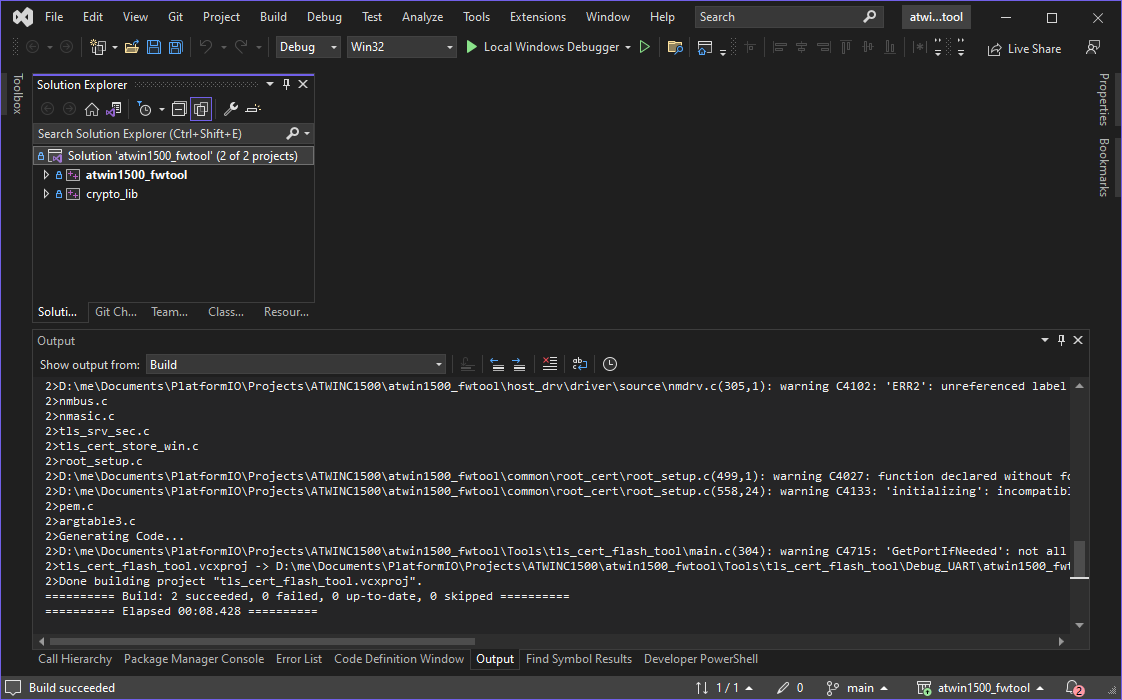 File Edit View Git Project Build Debug Test Analyze Tools Extensions Window Help Search atwi...tool
Debug Win32 Local Windows Debugger Live Share
Toolbox
Solution Explorer
Search Solution Explorer (Ctrl+Shift+E)
Solution 'atwin1500_fwtool' (2 of 2 projects)
atwin1500_fwtool
crypto_lib
Soluti... Git Ch... Team... Class... Resour...
Properties
Bookmarks
Output
Show output from: Build
2>D:\me\Documents\PlatformIO\Projects\ATWINC1500\atwin1500_fwtool\host_drv\driver\source\nmdrv.c(305,1): warning C4102: 'ERR2': unreferenced label
2>nmbus.c
2>nmasic.c
2>tls_srv_sec.c
2>tls_cert_store_win.c
2>root_setup.c
2>D:\me\Documents\PlatformIO\Projects\ATWINC1500\atwin1500_fwtool\common\root_cert\root_setup.c(499,1): warning C4027: function declared without fo
2>D:\me\Documents\PlatformIO\Projects\ATWINC1500\atwin1500_fwtool\common\root_cert\root_setup.c(558,24): warning C4133: 'initializing': incompatibl
2>pem.c
2>argtable3.c
2>Generating Code...
2>D:\me\Documents\PlatformIO\Projects\ATWINC1500\atwin1500_fwtool\Tools\tls_cert_flash_tool\main.c(304): warning C4715: 'GetPortIfNeeded': not all
2>tls_cert_flash_tool.vcxproj -> D:\me\Documents\PlatformIO\Projects\ATWINC1500\atwin1500_fwtool\Tools\tls_cert_flash_tool\Debug_UART\atwin1500_fwt
2>Done building project "tls_cert_flash_tool.vcxproj".
========== Build: 2 succeeded, 0 failed, 0 up-to-date, 0 skipped ==========
========== Elapsed 00:08.428 ==========
Call Hierarchy Package Manager Console Error List Code Definition Window Output Find Symbol Results Developer PowerShell
Build succeeded 1 / 1 0 main atwin1500_fwtool 2